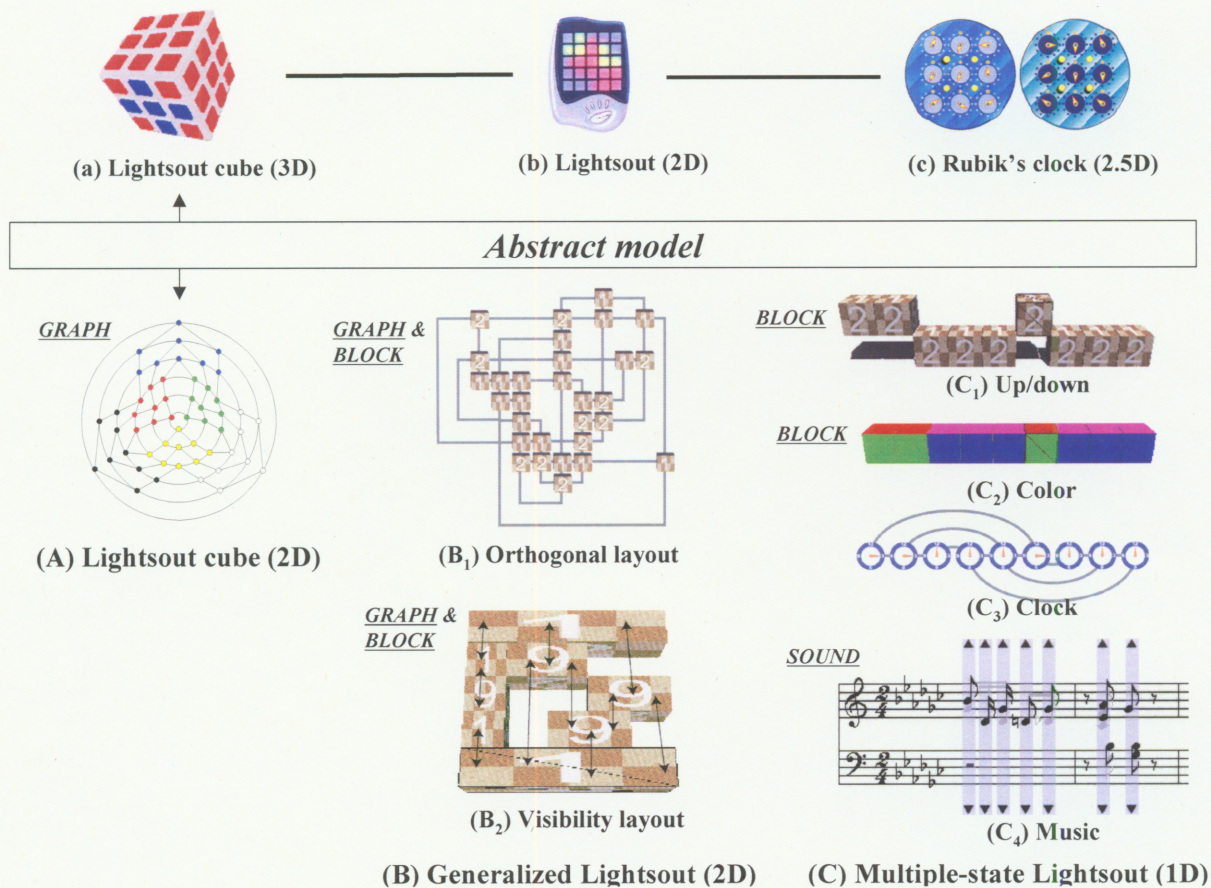 (a) Lightsout cube (3D)
(b) Lightsout (2D)
(c) Rubik's clock (2.5D)
Abstract model
GRAPH
(A) Lightsout cube (2D)
GRAPH &
BLOCK
(B₁) Orthogonal layout
GRAPH &
BLOCK
(B₂) Visibility layout
(B) Generalized Lightsout (2D)
BLOCK
(C₁) Up/down
BLOCK
(C₂) Color
(C₃) Clock
SOUND
(C₄) Music
(C) Multiple-state Lightsout (1D)